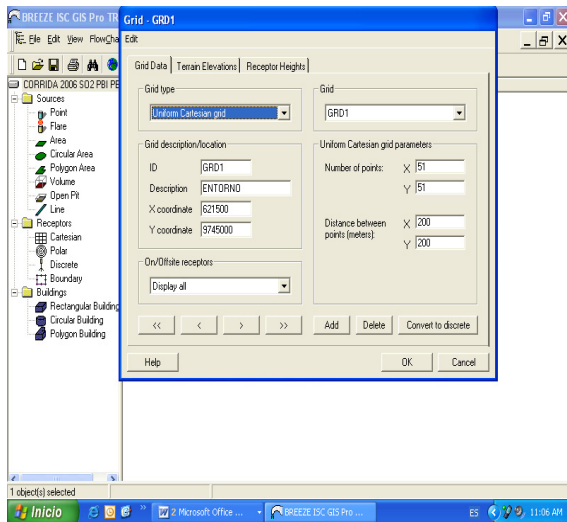 BREEZE ISC GIS Pro TR
Grid - GRD1
File Edit View FlowCha
Edit
CORRIDA 2006 SO2 PBI PE
Sources
Point
Flare
Area
Circular Area
Polygon Area
Volume
Open Pit
Line
Receptors
Cartesian
Polar
Discrete
Boundary
Buildings
Rectangular Building
Circular Building
Polygon Building
Grid Data Terrain Elevations Receptor Heights
Grid type
Uniform Cartesian grid
Grid
GRD1
Grid description/location
ID GRD1
Description ENTORNO
X coordinate 621500
Y coordinate 9745000
Uniform Cartesian grid parameters
Number of points: X 51
Y 51
Distance between points (meters): X 200
Y 200
On/Offsite receptors
Display all
<< < > >> Add Delete Convert to discrete
Help OK Cancel
1 object(s) selected
Inicio » 2 Microsoft Office ... BREEZE ISC GIS Pro ... ES 11:06 AM